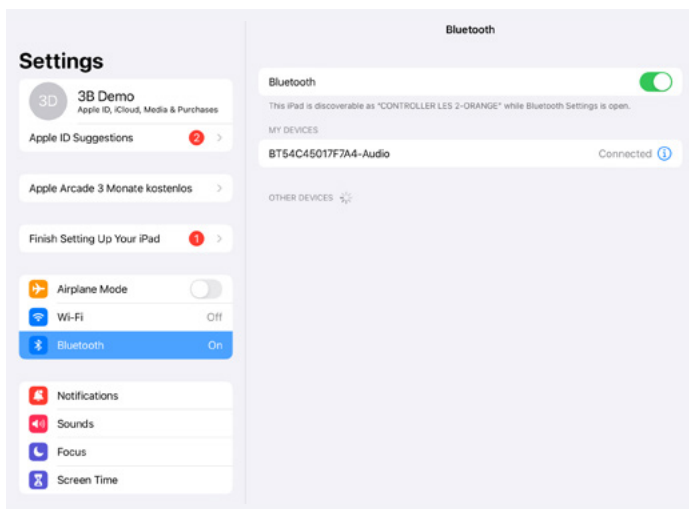 Settings
3D
3B Demo
Apple ID, iCloud, Media & Purchases
Apple ID Suggestions 2
Apple Arcade 3 Monate kostenlos
Finish Setting Up Your iPad 1
Airplane Mode
Wi-Fi Off
Bluetooth On
Notifications
Sounds
Focus
Screen Time
Bluetooth
Bluetooth
This iPad is discoverable as "CONTROLLER LES 2-ORANGE" while Bluetooth Settings is open.
MY DEVICES
BT54C45017F7A4-Audio Connected
OTHER DEVICES